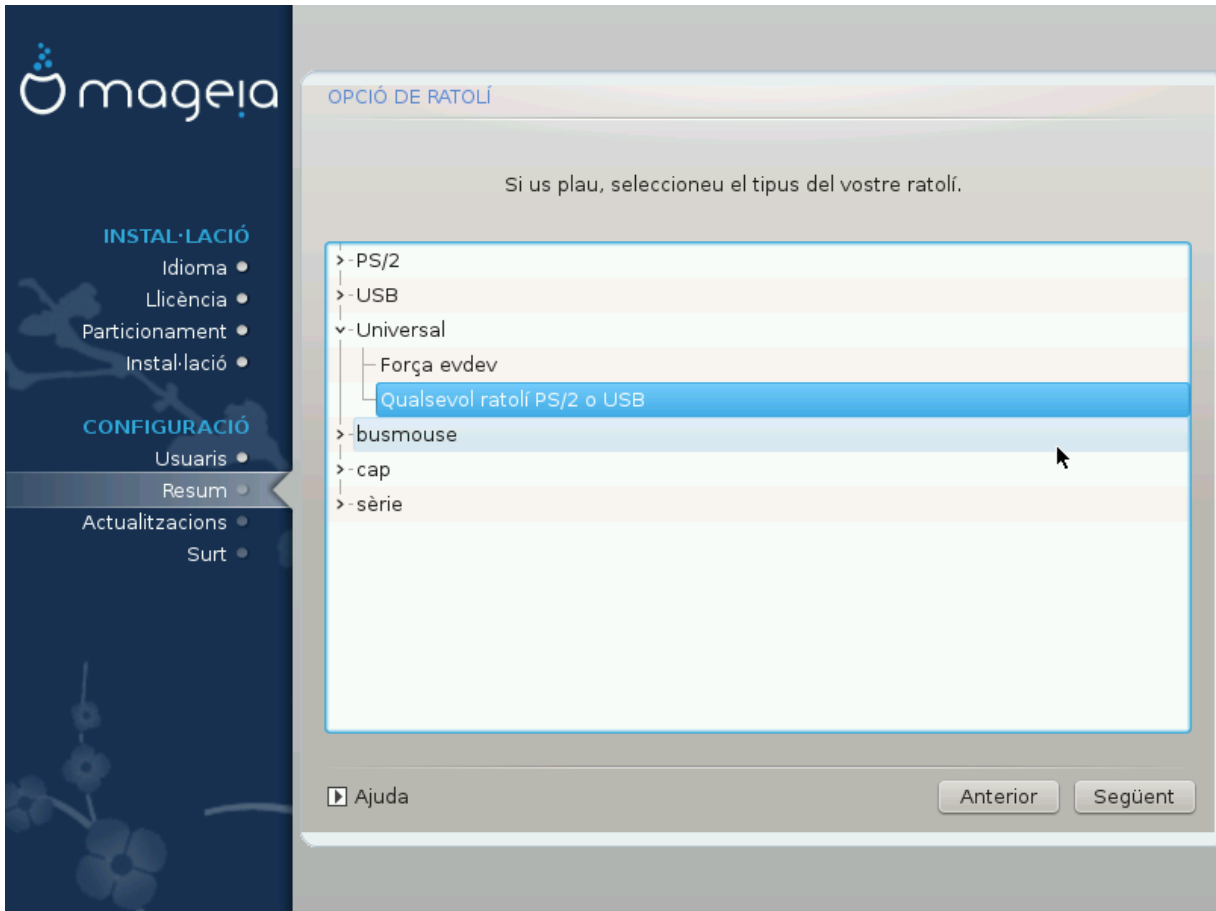 mageia
INSTAL·LACIÓ
Idioma
Llicència
Particionament
Instal·lació
CONFIGURACIÓ
Usuaris
Resum
Actualitzacions
Surt
OPCIÓ DE RATOLÍ
Si us plau, seleccioneu el tipus del vostre ratolí.
PS/2
USB
Universal
Força evdev
Qualsevol ratolí PS/2 o USB
busmouse
cap
sèrie
Ajuda
Anterior
Següent